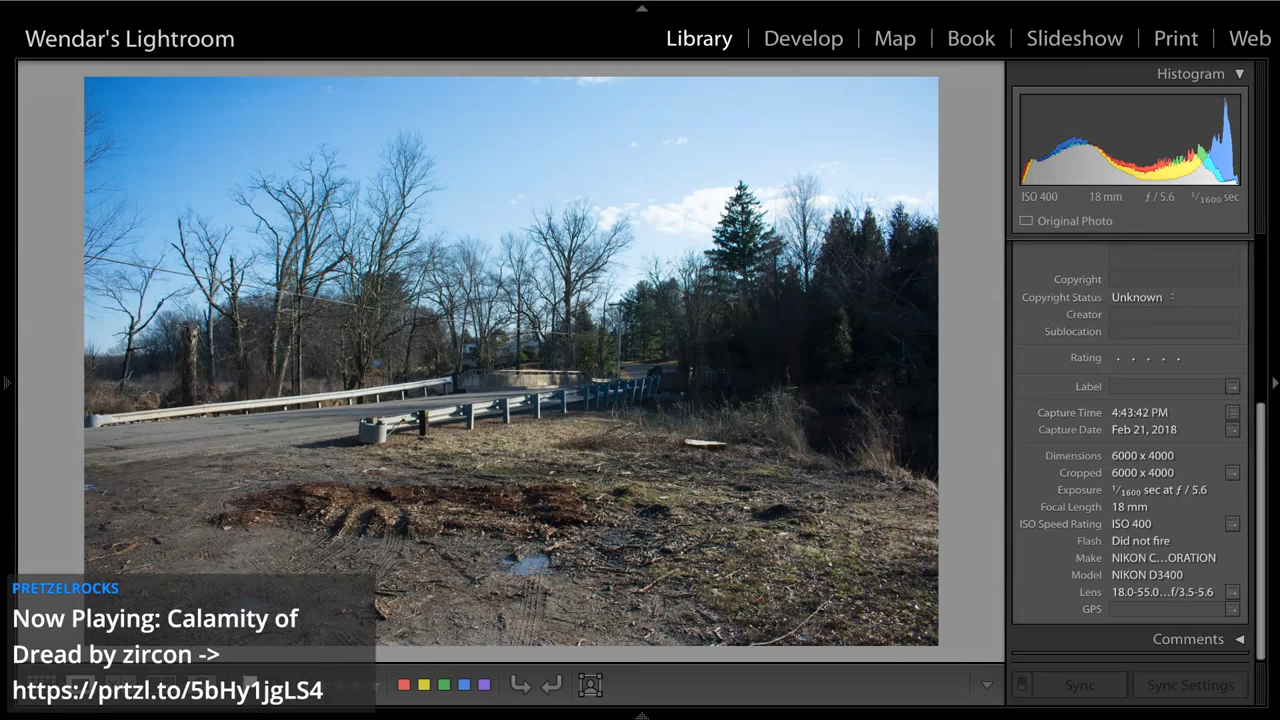 Wendar's Lightroom
Library | Develop | Map | Book | Slideshow | Print | Web
Histogram
ISO 400 18 mm ƒ / 5.6 1/1600 sec
Original Photo
Copyright
Copyright Status Unknown
Creator
Sublocation
Rating · · · · ·
Label
Capture Time 4:43:42 PM
Capture Date Feb 21, 2018
Dimensions 6000 x 4000
Cropped 6000 x 4000
Exposure 1/1600 sec at ƒ / 5.6
Focal Length 18 mm
ISO Speed Rating ISO 400
Flash Did not fire
Make NIKON C...ORATION
Model NIKON D3400
Lens 18.0-55.0...f/3.5-5.6
GPS
Comments
Sync Sync Settings
PRETZELROCKS
Now Playing: Calamity of
Dread by zircon ->
https://prtzl.to/5bHy1jgLS4